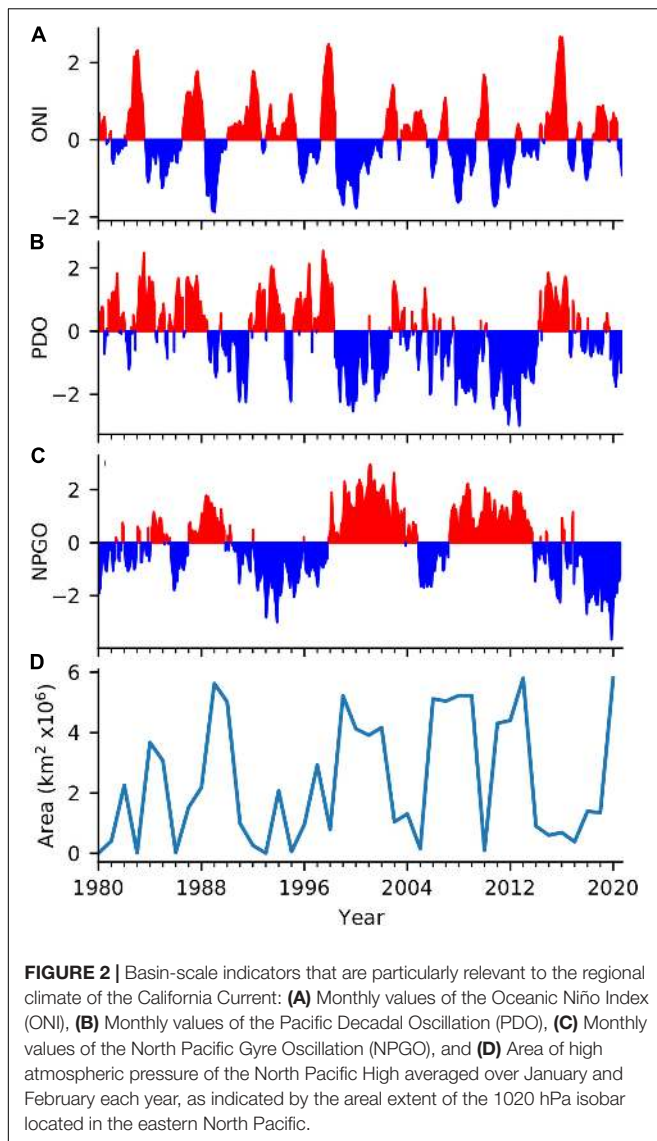 A
2
0
−2
ONI
B
2
0
−2
PDO
C
2
0
−2
NPGO
D
6
4
2
0
Area (km² x10⁶)
1980 1988 1996 2004 2012 2020
Year
FIGURE 2 | Basin-scale indicators that are particularly relevant to the regional
climate of the California Current: (A) Monthly values of the Oceanic Niño Index
(ONI), (B) Monthly values of the Pacific Decadal Oscillation (PDO), (C) Monthly
values of the North Pacific Gyre Oscillation (NPGO), and (D) Area of high
atmospheric pressure of the North Pacific High averaged over January and
February each year, as indicated by the areal extent of the 1020 hPa isobar
located in the eastern North Pacific.